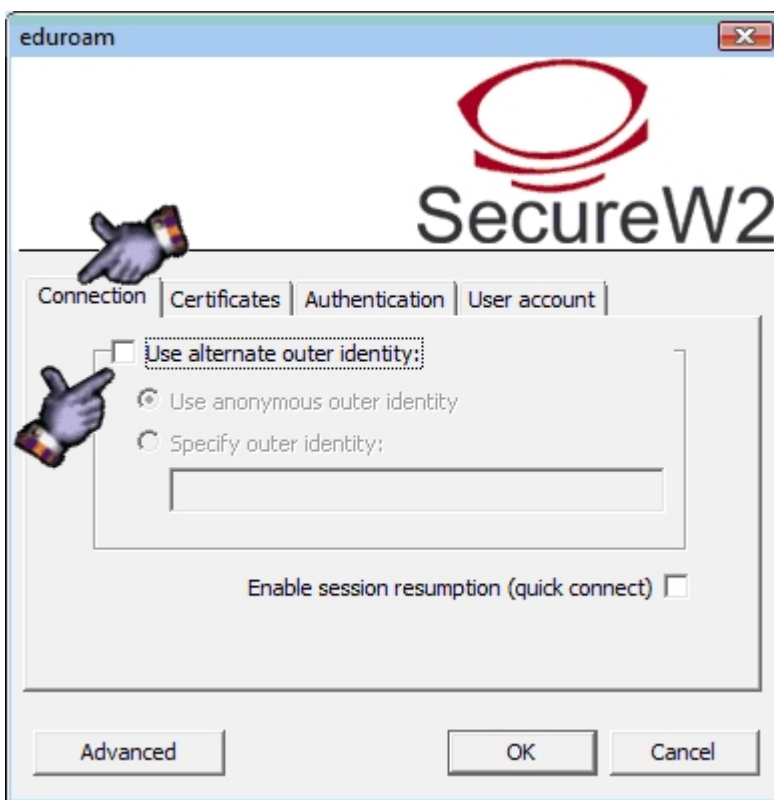 eduroam
SecureW2
Connection Certificates Authentication User account
Use alternate outer identity:
Use anonymous outer identity
Specify outer identity:
Enable session resumption (quick connect)
Advanced OK Cancel